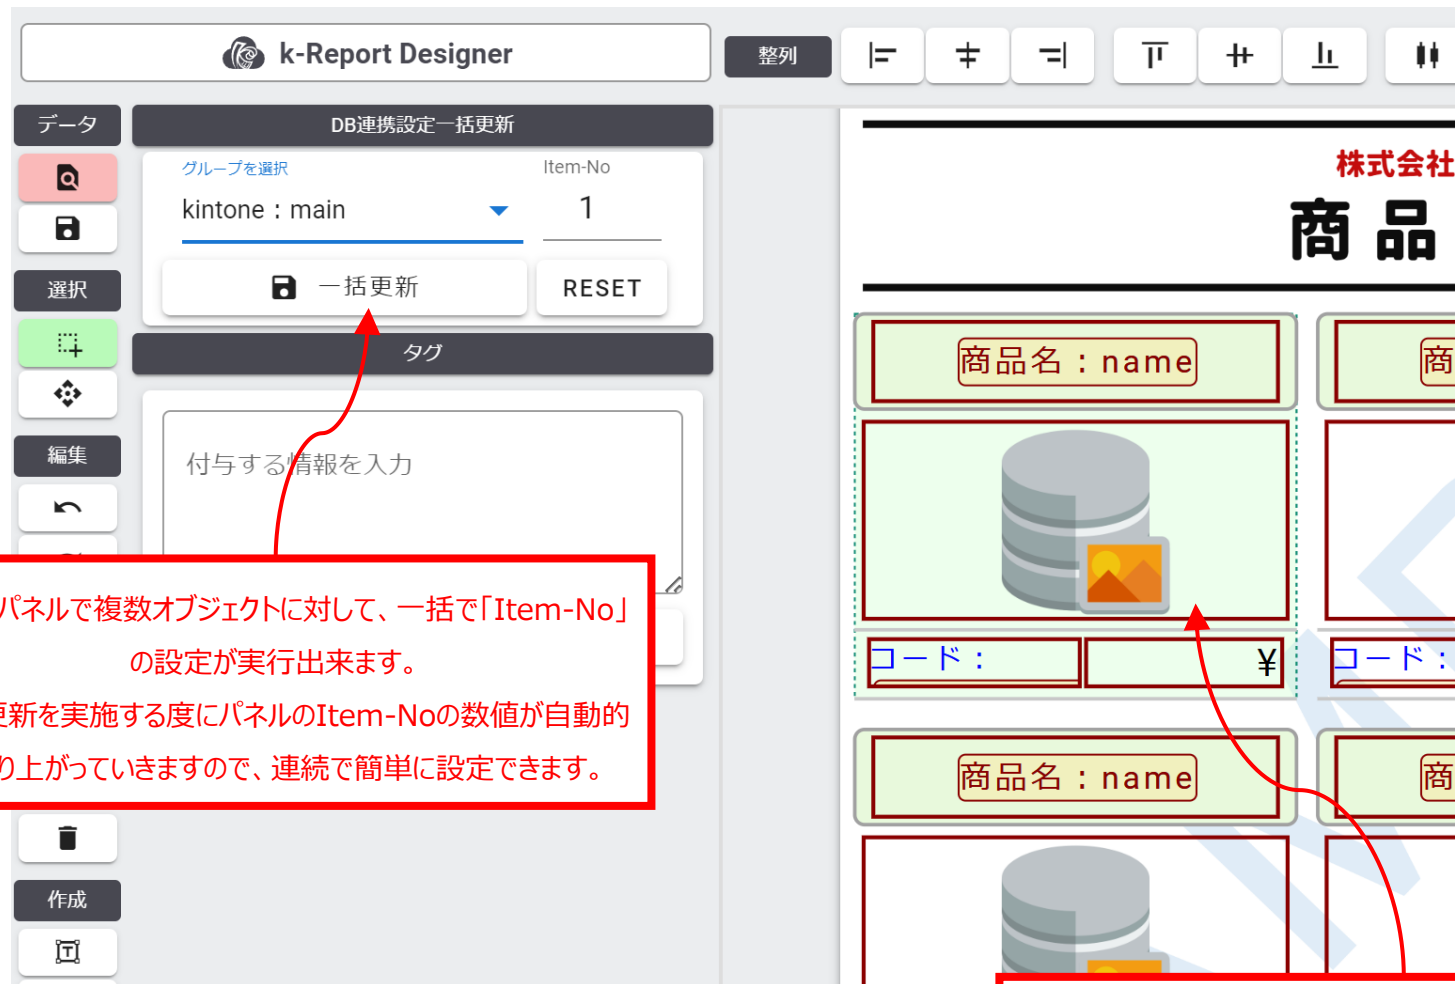 k-Report Designer
整列
データ
DB連携設定一括更新
グループを選択
Item-No
kintone：main
1
一括更新
RESET
選択
タグ
付与する情報を入力
編集
パネルで複数オブジェクトに対して、一括で「Item-No」
の設定が実行出来ます。
更新を実施する度にパネルのItem-Noの数値が自動的
り上がっていきますので、連続で簡単に設定できます。
作成
株式会社
商品
商品名：name
商
コード：
¥
コード：
商品名：name
商